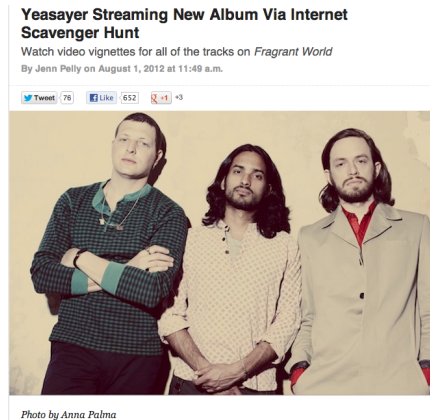 Yeasayer Streaming New Album Via Internet
Scavenger Hunt
Watch video vignettes for all of the tracks on Fragrant World
By Jenn Pelly on August 1, 2012 at 11:49 a.m.
Tweet 76 Like 652 +1 +3
Photo by Anna Palma